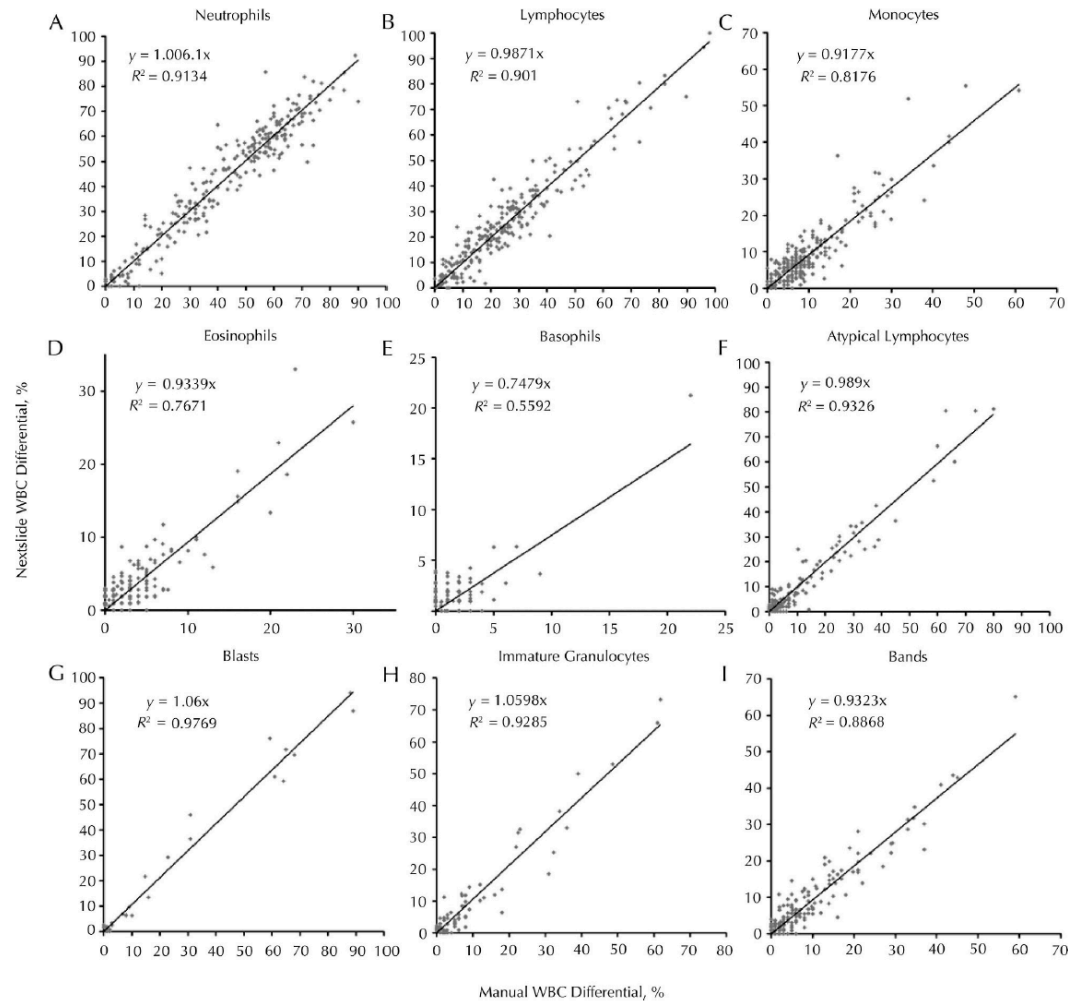 A
Neutrophils
y = 1.006.1x
R² = 0.9134
100
90
80
70
60
50
40
30
20
10
0
0 10 20 30 40 50 60 70 80 90 100
B
Lymphocytes
y = 0.9871x
R² = 0.901
100
90
80
70
60
50
40
30
20
10
0
0 10 20 30 40 50 60 70 80 90 100
C
Monocytes
y = 0.9177x
R² = 0.8176
70
60
50
40
30
20
10
0
0 10 20 30 40 50 60 70
Nextslide WBC Differential, %
D
Eosinophils
y = 0.9339x
R² = 0.7671
30
20
10
0
0 10 20 30
E
Basophils
y = 0.7479x
R² = 0.5592
25
20
15
10
5
0
0 5 10 15 20 25
F
Atypical Lymphocytes
y = 0.989x
R² = 0.9326
100
90
80
70
60
50
40
30
20
10
0
0 10 20 30 40 50 60 70 80 90 100
G
Blasts
y = 1.06x
R² = 0.9769
100
90
80
70
60
50
40
30
20
10
0
0 10 20 30 40 50 60 70 80 90 100
H
Immature Granulocytes
y = 1.0598x
R² = 0.9285
80
70
60
50
40
30
20
10
0
0 10 20 30 40 50 60 70 80
I
Bands
y = 0.9323x
R² = 0.8868
70
60
50
40
30
20
10
0
0 10 20 30 40 50 60 70
Manual WBC Differential, %